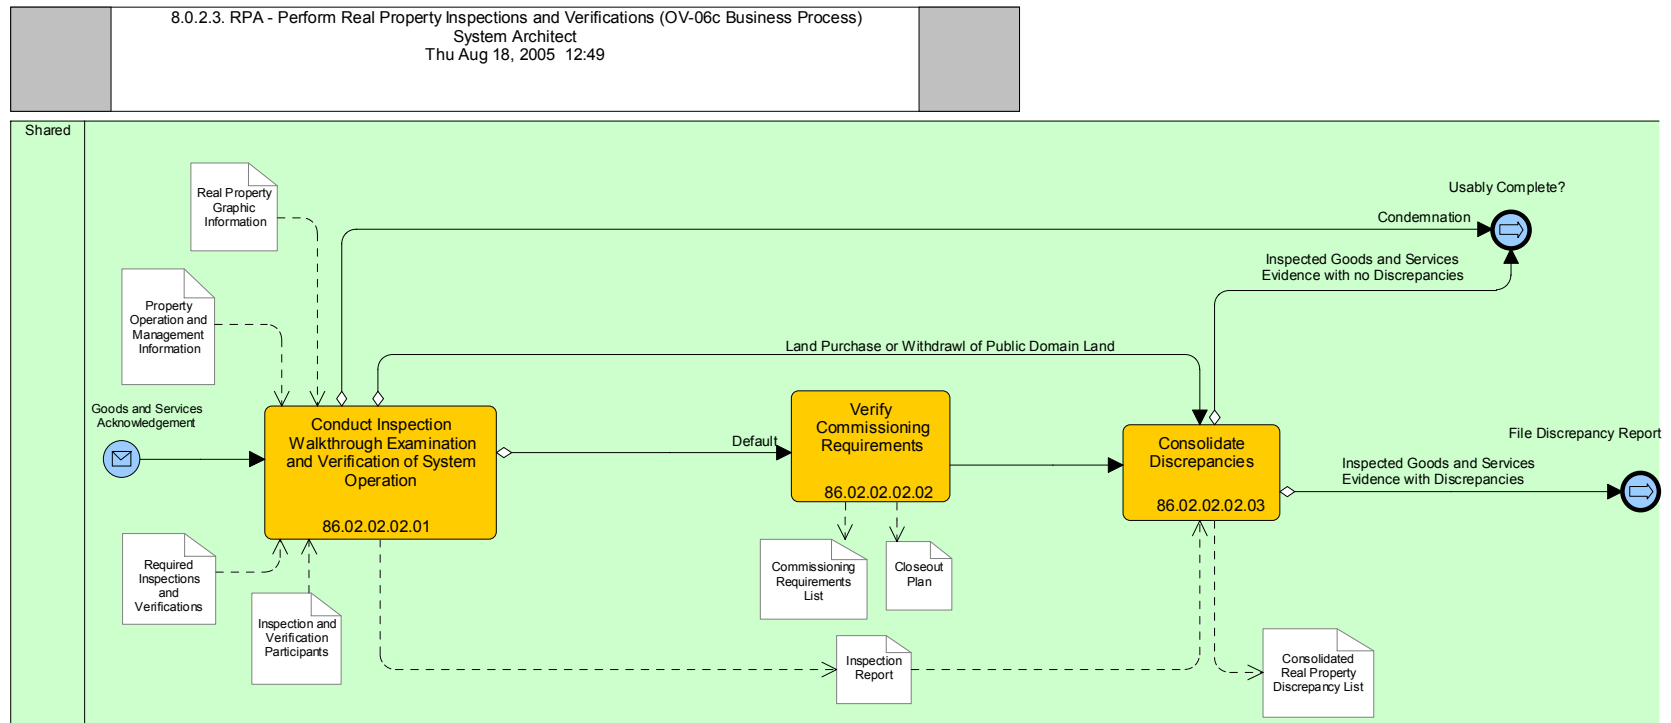 8.0.2.3. RPA - Perform Real Property Inspections and Verifications (OV-06c Business Process)
System Architect
Thu Aug 18, 2005  12:49
Shared
Real Property
Graphic
Information
Usably Complete?
Condemnation
Inspected Goods and Services
Evidence with no Discrepancies
Property
Operation and
Management
Information
Land Purchase or Withdrawl of Public Domain Land
Goods and Services
Acknowledgement
Conduct Inspection
Walkthrough Examination
and Verification of System
Operation
86.02.02.02.01
Default
Verify
Commissioning
Requirements
86.02.02.02.02
Consolidate
Discrepancies
86.02.02.02.03
File Discrepancy Report
Inspected Goods and Services
Evidence with Discrepancies
Required
Inspections
and
Verifications
Inspection and
Verification
Participants
Commissioning
Requirements
List
Closeout
Plan
Inspection
Report
Consolidated
Real Property
Discrepancy List